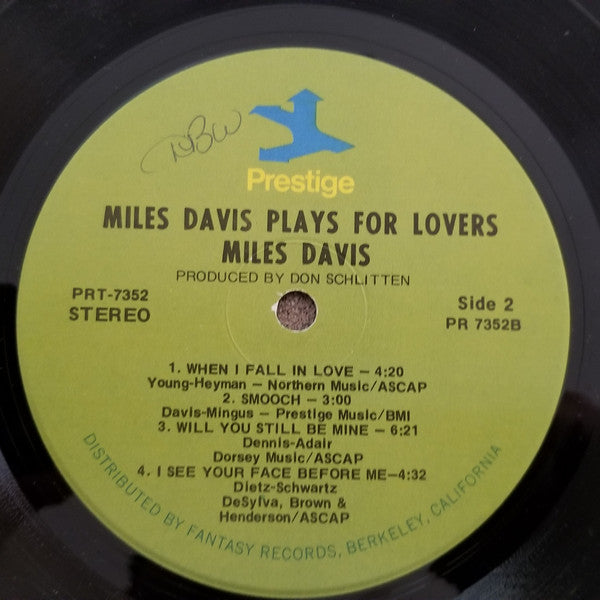 DBW
Prestige
MILES DAVIS PLAYS FOR LOVERS
MILES DAVIS
PRODUCED BY DON SCHLITTEN
PRT-7352
STEREO
Side 2
PR 7352B
1. WHEN I FALL IN LOVE – 4:20
Young-Heyman – Northern Music/ASCAP
2. SMOOCH – 3:00
Davis-Mingus – Prestige Music/BMI
3. WILL YOU STILL BE MINE – 6:21
Dennis-Adair
Dorsey Music/ASCAP
4. I SEE YOUR FACE BEFORE ME–4:32
Dietz-Schwartz
DeSylva, Brown &
Henderson/ASCAP
DISTRIBUTED BY FANTASY RECORDS, BERKELEY, CALIFORNIA